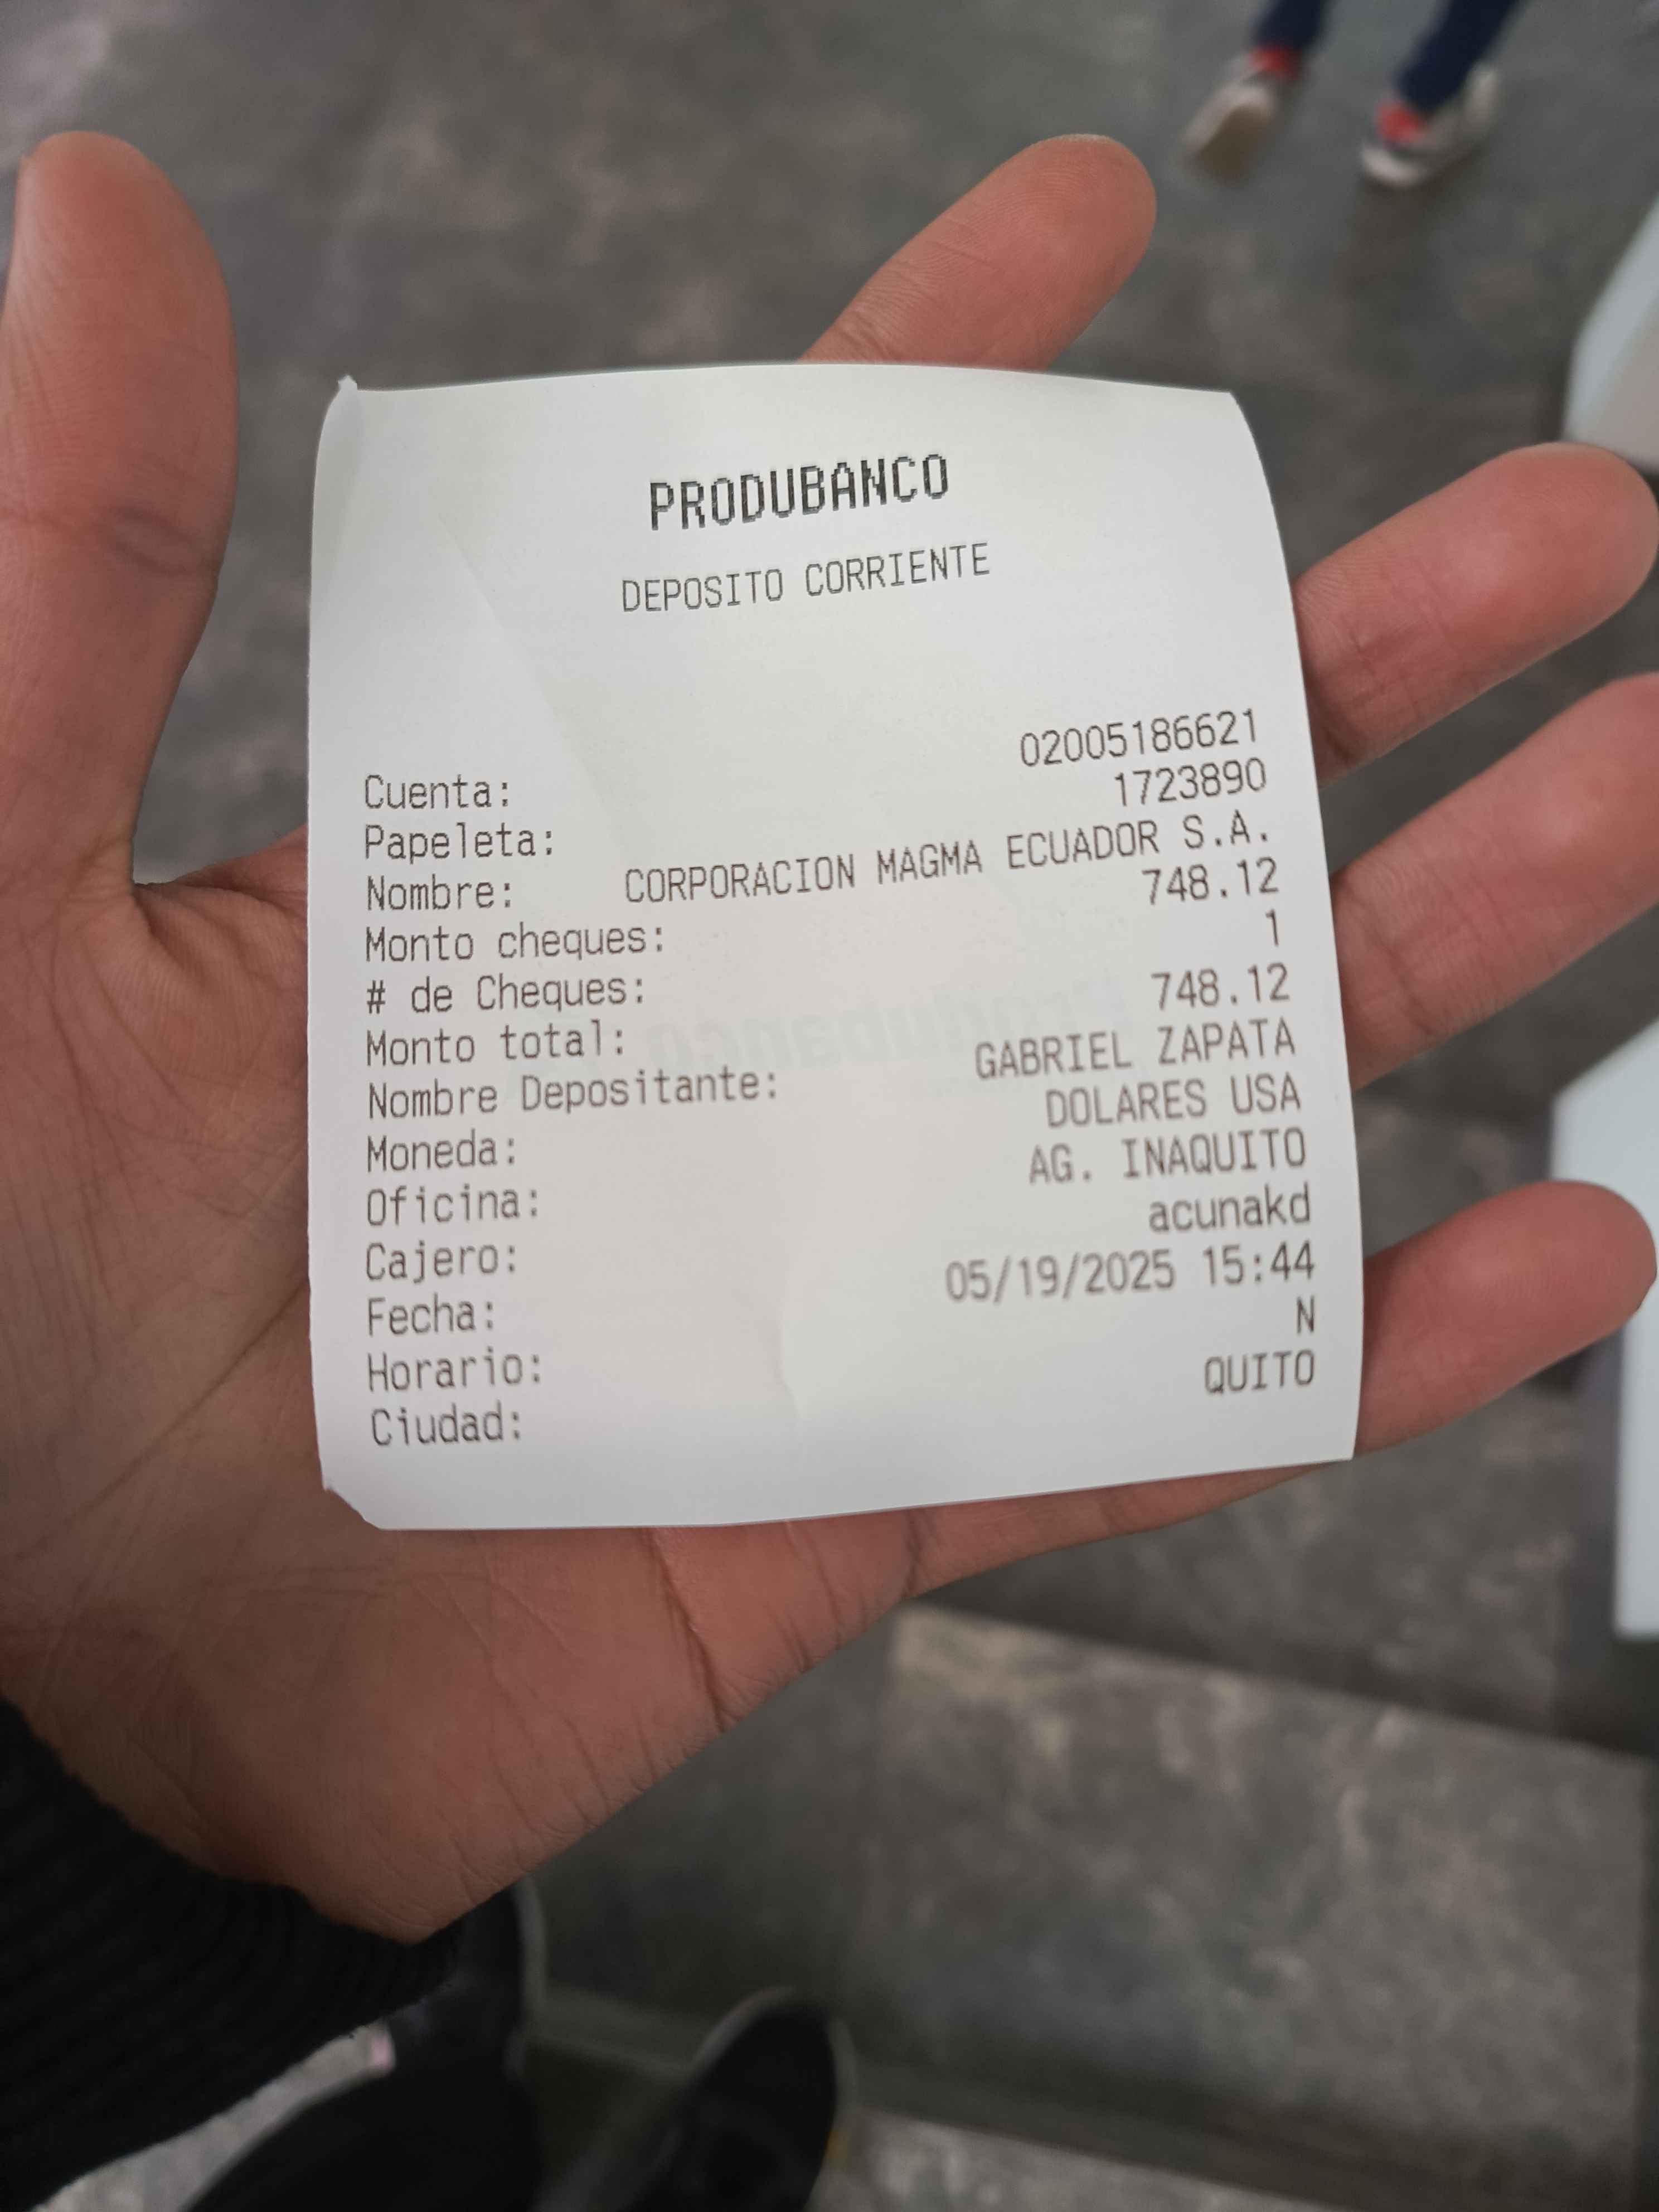 PRODUBANCO
DEPOSITO CORRIENTE
Cuenta: 02005186621
Papeleta: 1723890
Nombre: CORPORACION MAGMA ECUADOR S.A.
Monto cheques: 748.12
# de Cheques: 1
Monto total: 748.12
Nombre Depositante: GABRIEL ZAPATA
Moneda: DOLARES USA
Oficina: AG. INAQUITO
Cajero: acunakd
Fecha: 05/19/2025 15:44
Horario: N
Ciudad: QUITO